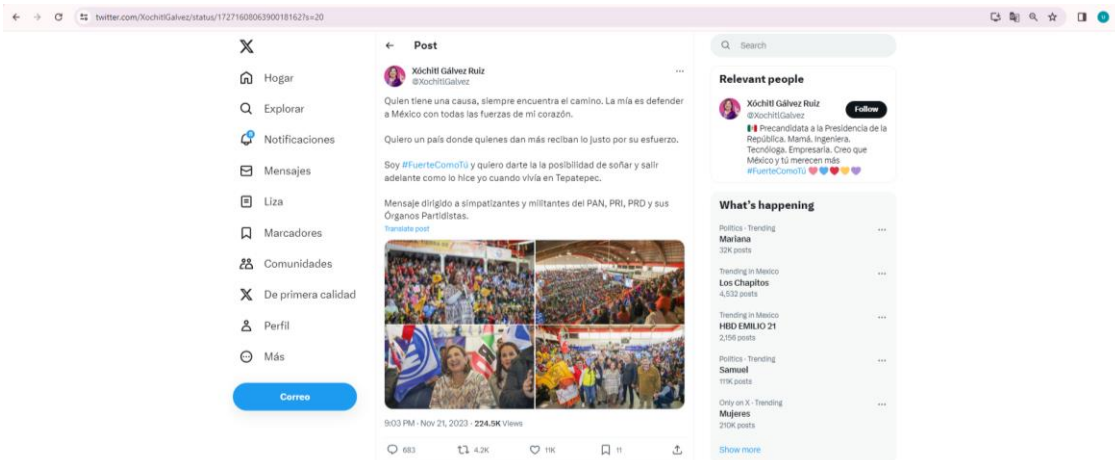 twitter.com/XochitlGalvez/status/1727160806390018162?s=20
Hogar
Explorar
Notificaciones
Mensajes
Liza
Marcadores
Comunidades
De primera calidad
Perfil
Más
Correo
Post
Xóchitl Gálvez Ruiz
@XochitlGalvez
Quien tiene una causa, siempre encuentra el camino. La mía es defender
a México con todas las fuerzas de mi corazón.
Quiero un país donde quienes dan más reciban lo justo por su esfuerzo.
Soy #FuerteComoTú y quiero darte la la posibilidad de soñar y salir
adelante como lo hice yo cuando vivía en Tepatepec.
Mensaje dirigido a simpatizantes y militantes del PAN, PRI, PRD y sus
Órganos Partidistas.
Translate post
9:03 PM · Nov 21, 2023 · 224.5K Views
683 4.2K 11K 11
Search
Relevant people
Xóchitl Gálvez Ruiz
Follow
@XochitlGalvez
Precandidata a la Presidencia de la
República. Mamá. Ingeniera.
Tecnóloga. Empresaria. Creo que
México y tú merecen más
#FuerteComoTú
What's happening
Politics · Trending
Mariana
32K posts
Trending in Mexico
Los Chapitos
4,532 posts
Trending in Mexico
HBD EMILIO 21
2,156 posts
Politics · Trending
Samuel
111K posts
Only on X · Trending
Mujeres
210K posts
Show more